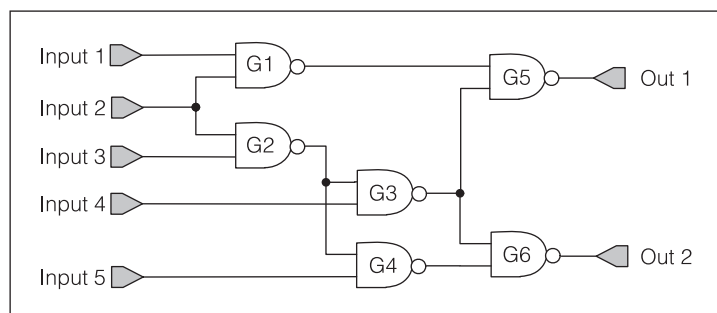 Input 1
G1
G5
Out 1
Input 2
G2
Input 3
G3
Input 4
G4
G6
Out 2
Input 5